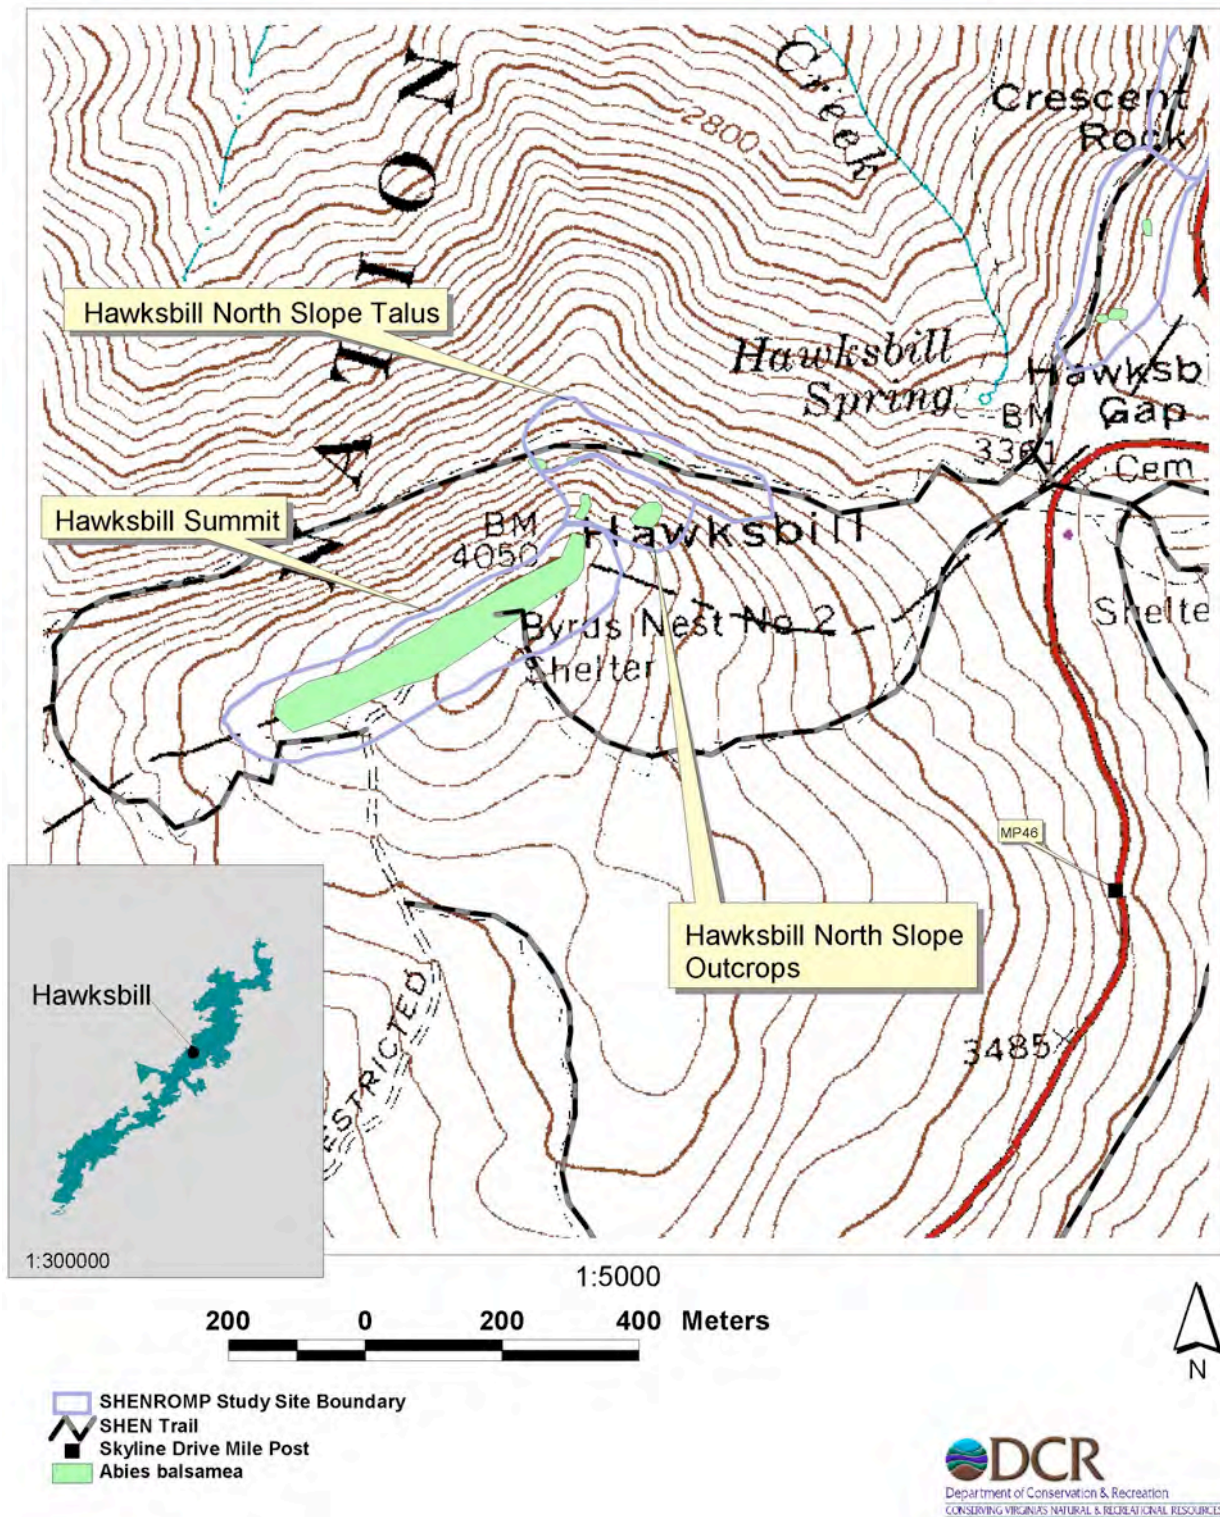 NATION
Creek
Crescent
Rock
2800
Hawksbill North Slope Talus
Hawksbill
Spring
Hawksb
Gap
BM
3361
Cem
Hawksbill Summit
BM
4050
Hawksbill
Byrds Nest No 2
Shelter
Shelte
MP46
Hawksbill North Slope
Outcrops
3485
ESTRICTED
Hawksbill
1:300000
1:5000
200 0 200 400 Meters
N
SHENROMP Study Site Boundary
SHEN Trail
Skyline Drive Mile Post
Abies balsamea
DCR
Department of Conservation & Recreation
CONSERVING VIRGINIA'S NATURAL & RECREATIONAL RESOURCES